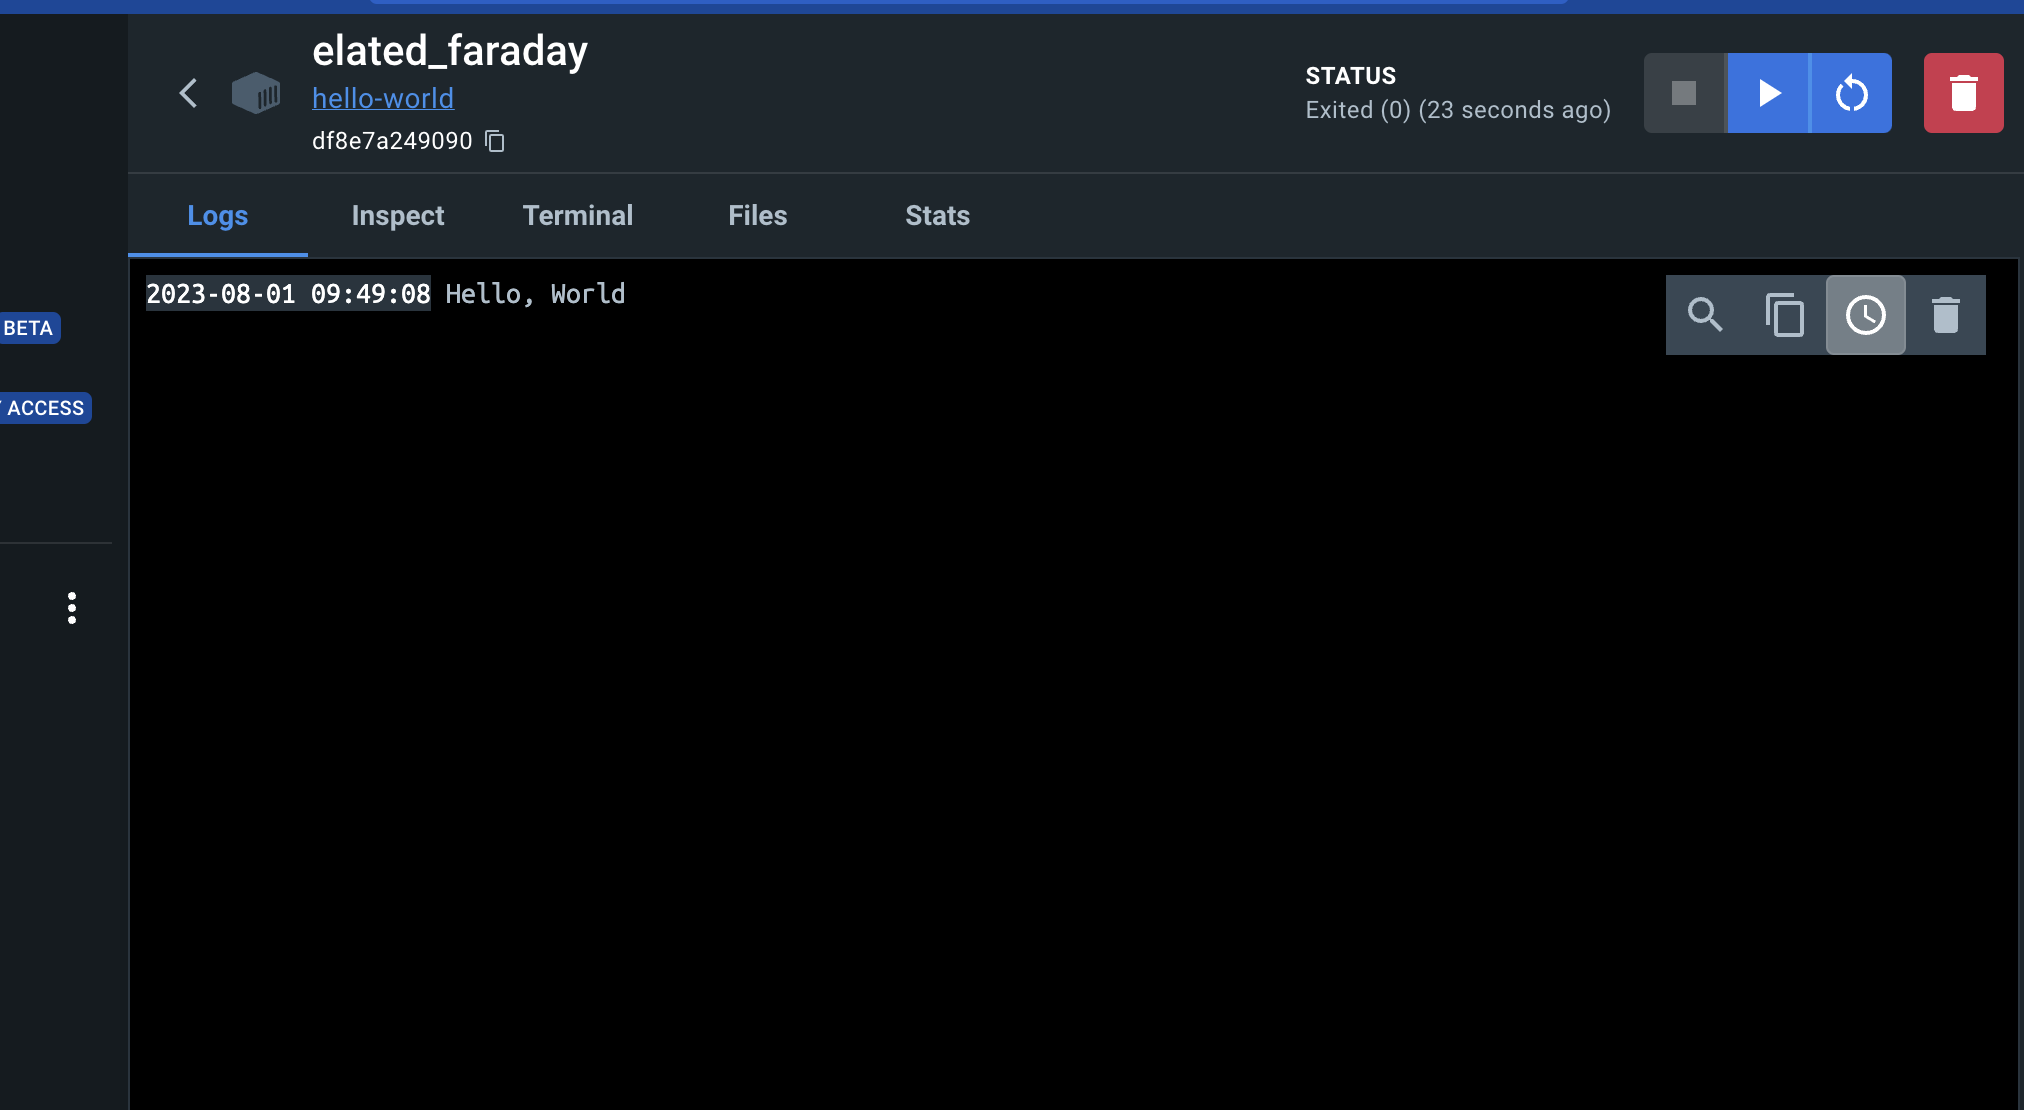 elated_faraday
hello-world
df8e7a249090
STATUS
Exited (0) (23 seconds ago)
Logs Inspect Terminal Files Stats
2023-08-01 09:49:08 Hello, World
BETA
ACCESS